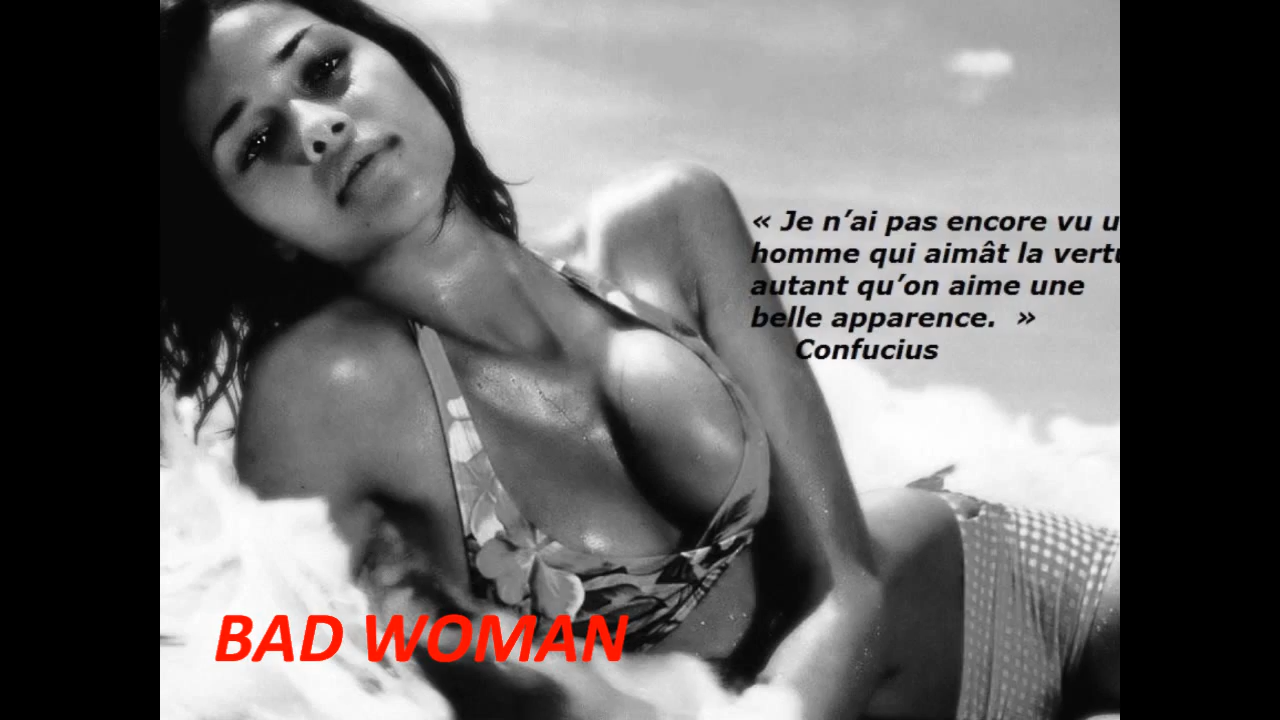 « Je n’ai pas encore vu u
homme qui aimât la vertu
autant qu’on aime une
belle apparence. »
Confucius
BAD WOMAN